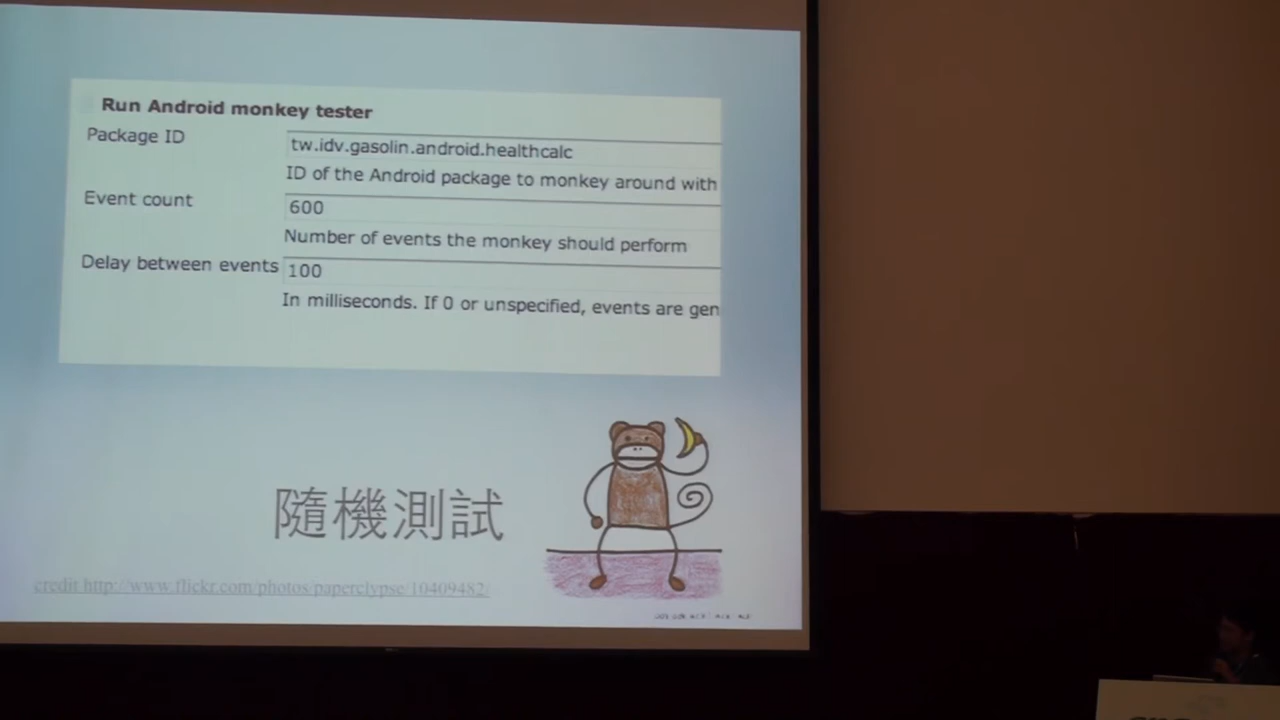 Run Android monkey tester
Package ID
tw.idv.gasolin.android.healthcalc
ID of the Android package to monkey around with
Event count
600
Number of events the monkey should perform
Delay between events
100
In milliseconds. If 0 or unspecified, events are gen
隨機測試
credit http://www.flickr.com/photos/paperclypse/10409482/